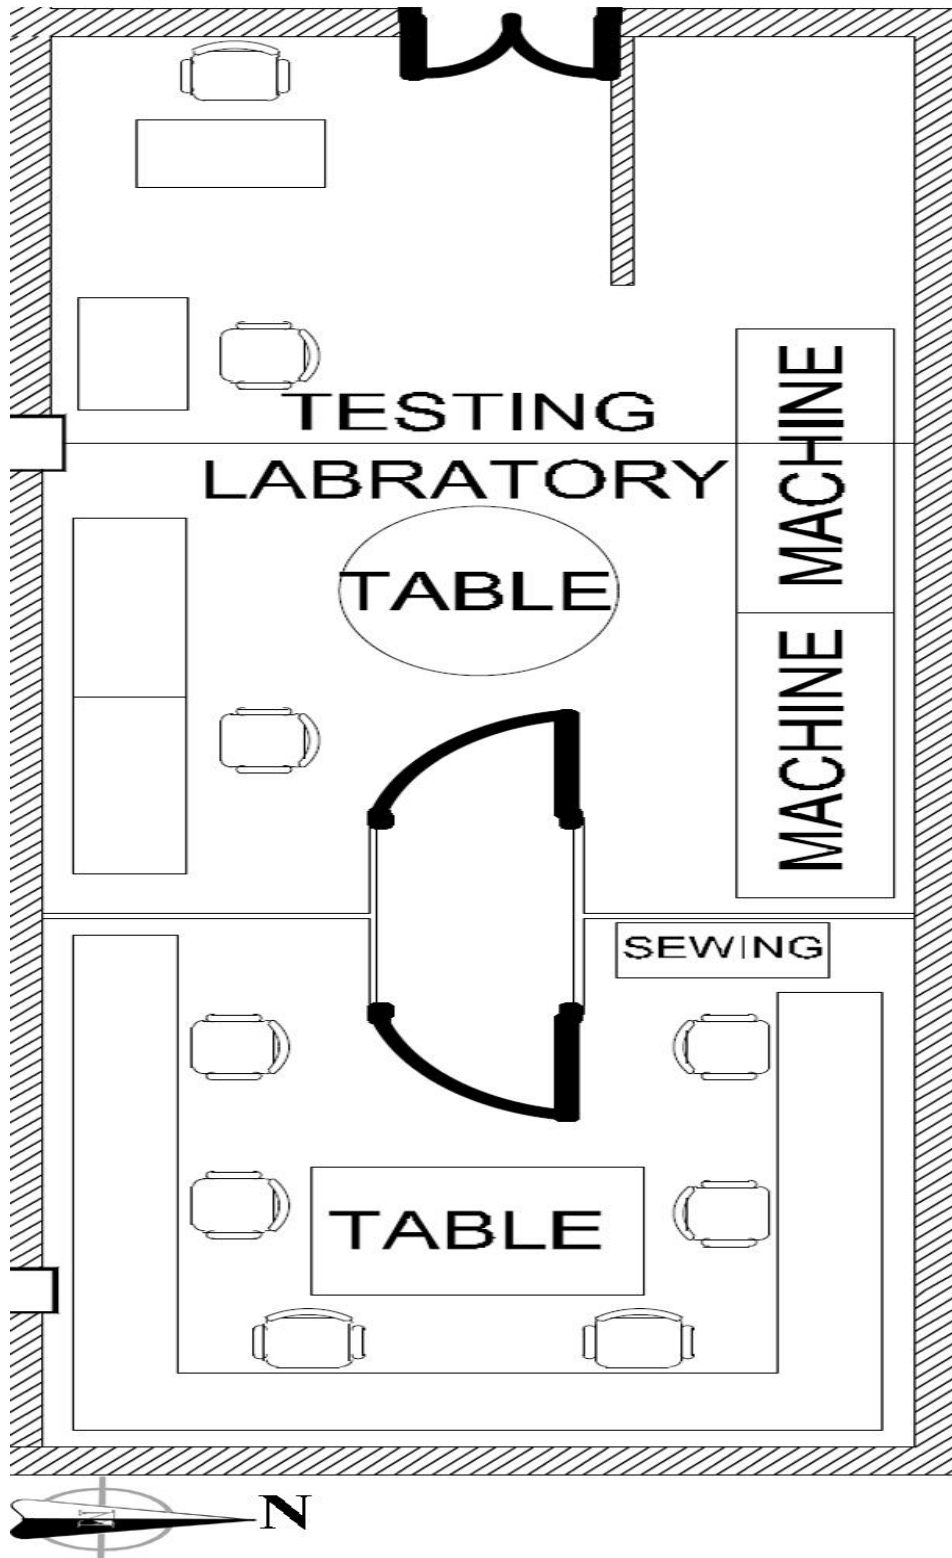 TESTING
LABRATORY
TABLE
MACHINE
MACHINE
SEWING
TABLE
N
N